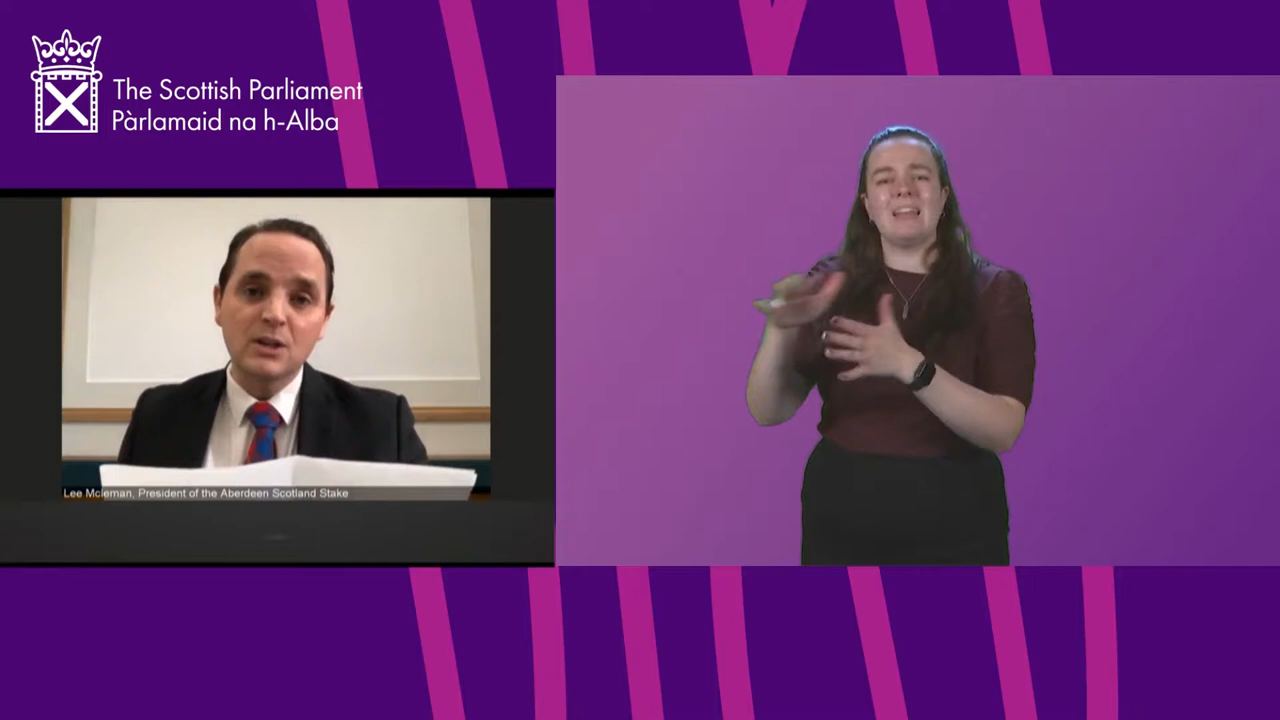 The Scottish Parliament
Pàrlamaid na h-Alba
Lee Mcleman, President of the Aberdeen Scotland Stake